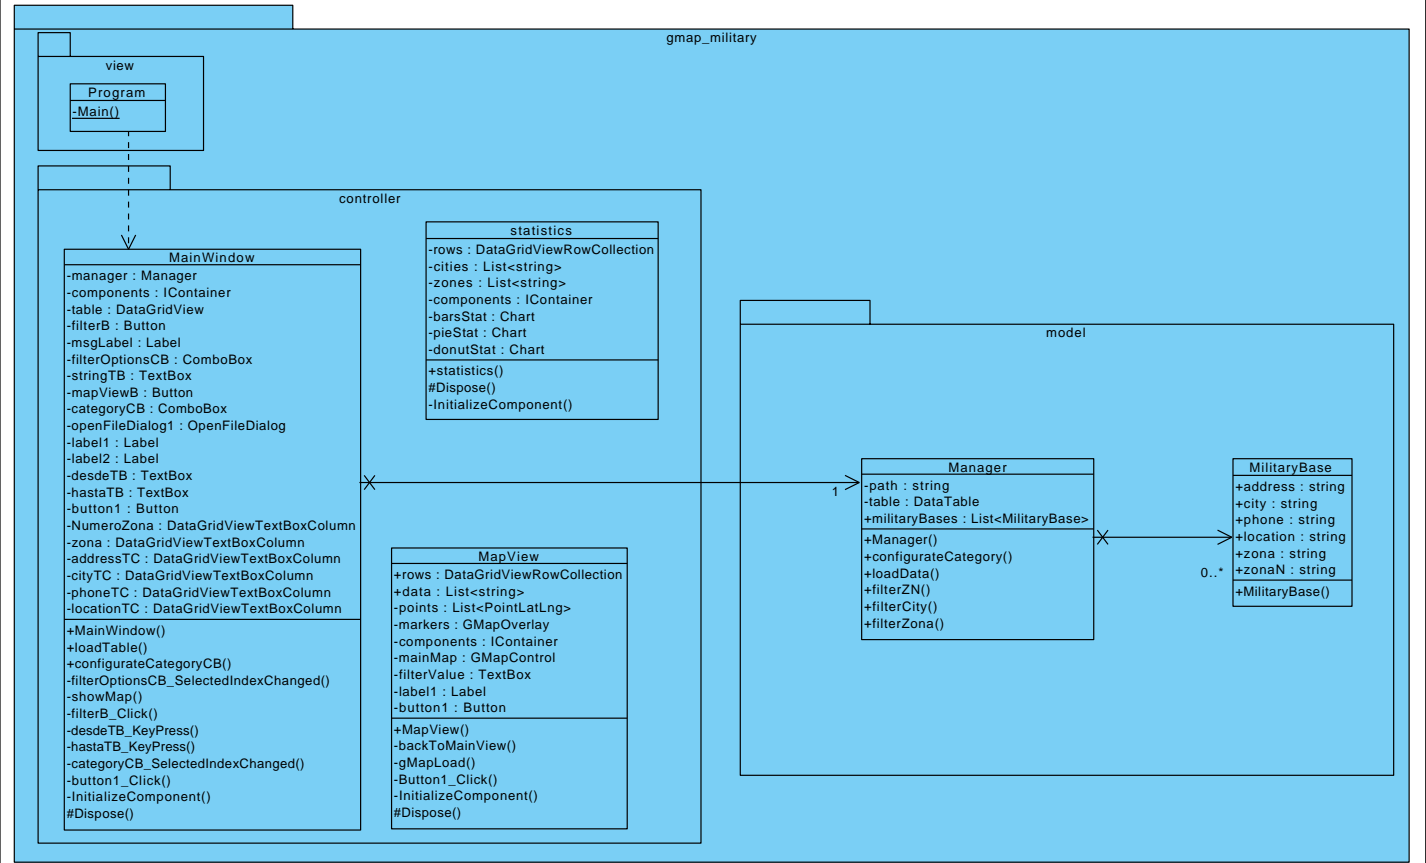 gmap_military
view
Program
-Main()
controller
MainWindow
-manager : Manager
-components : IContainer
-table : DataGridView
-filterB : Button
-msgLabel : Label
-filterOptionsCB : ComboBox
-stringTB : TextBox
-mapViewB : Button
-categoryCB : ComboBox
-openFileDialog1 : OpenFileDialog
-label1 : Label
-label2 : Label
-desdeTB : TextBox
-hastaTB : TextBox
-button1 : Button
-NumeroZona : DataGridViewTextBoxColumn
-zona : DataGridViewTextBoxColumn
-addressTC : DataGridViewTextBoxColumn
-cityTC : DataGridViewTextBoxColumn
-phoneTC : DataGridViewTextBoxColumn
-locationTC : DataGridViewTextBoxColumn
+MainWindow()
+loadTable()
+configurateCategoryCB()
-filterOptionsCB_SelectedIndexChanged()
-showMap()
-filterB_Click()
-desdeTB_KeyPress()
-hastaTB_KeyPress()
-categoryCB_SelectedIndexChanged()
-button1_Click()
-InitializeComponent()
#Dispose()
statistics
-rows : DataGridViewRowCollection
-cities : List<string>
-zones : List<string>
-components : IContainer
-barsStat : Chart
-pieStat : Chart
-donutStat : Chart
+statistics()
#Dispose()
-InitializeComponent()
MapView
+rows : DataGridViewRowCollection
+data : List<string>
-points : List<PointLatLng>
-markers : GMapOverlay
-components : IContainer
-mainMap : GMapControl
-filterValue : TextBox
-label1 : Label
-button1 : Button
+MapView()
-backToMainView()
-gMapLoad()
-Button1_Click()
-InitializeComponent()
#Dispose()
model
1
Manager
-path : string
-table : DataTable
+militaryBases : List<MilitaryBase>
+Manager()
+configurateCategory()
+loadData()
+filterZN()
+filterCity()
+filterZona()
0..*
MilitaryBase
+address : string
+city : string
+phone : string
+location : string
+zona : string
+zonaN : string
+MilitaryBase()